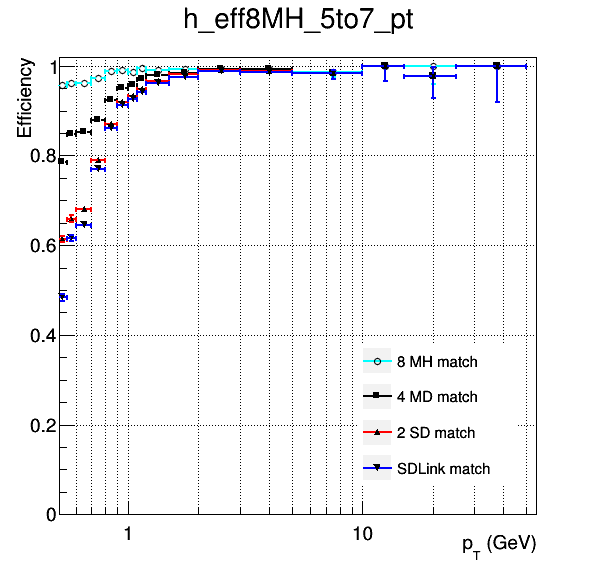 h_eff8MH_5to7_pt
Efficiency
1
0.8
0.6
0.4
0.2
0
8 MH match
4 MD match
2 SD match
SDLink match
1
10
p_T (GeV)